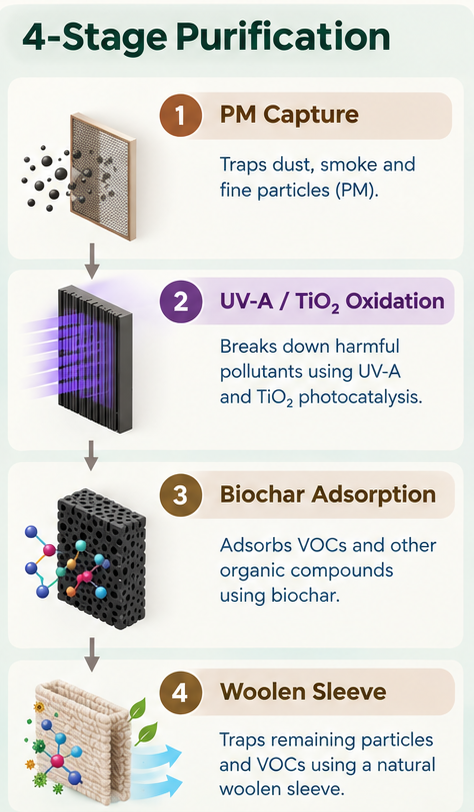 4-Stage Purification
1
PM Capture
Traps dust, smoke and
fine particles (PM).
2
UV-A / TiO₂ Oxidation
Breaks down harmful
pollutants using UV-A
and TiO₂ photocatalysis.
3
Biochar Adsorption
Adsorbs VOCs and other
organic compounds
using biochar.
4
Woolen Sleeve
Traps remaining particles
and VOCs using a natural
woolen sleeve.